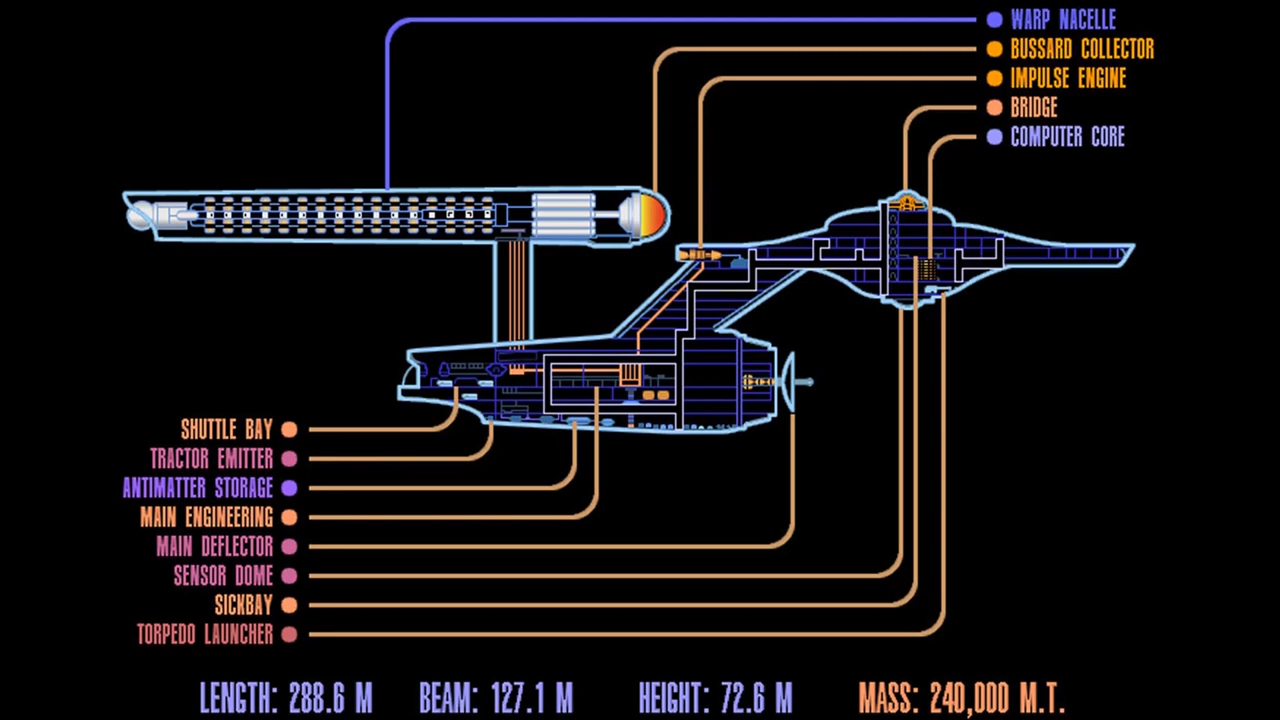 WARP NACELLE
BUSSARD COLLECTOR
IMPULSE ENGINE
BRIDGE
COMPUTER CORE
SHUTTLE BAY
TRACTOR EMITTER
ANTIMATTER STORAGE
MAIN ENGINEERING
MAIN DEFLECTOR
SENSOR DOME
SICKBAY
TORPEDO LAUNCHER
LENGTH: 288.6 M BEAM: 127.1 M HEIGHT: 72.6 M MASS: 240,000 M.T.